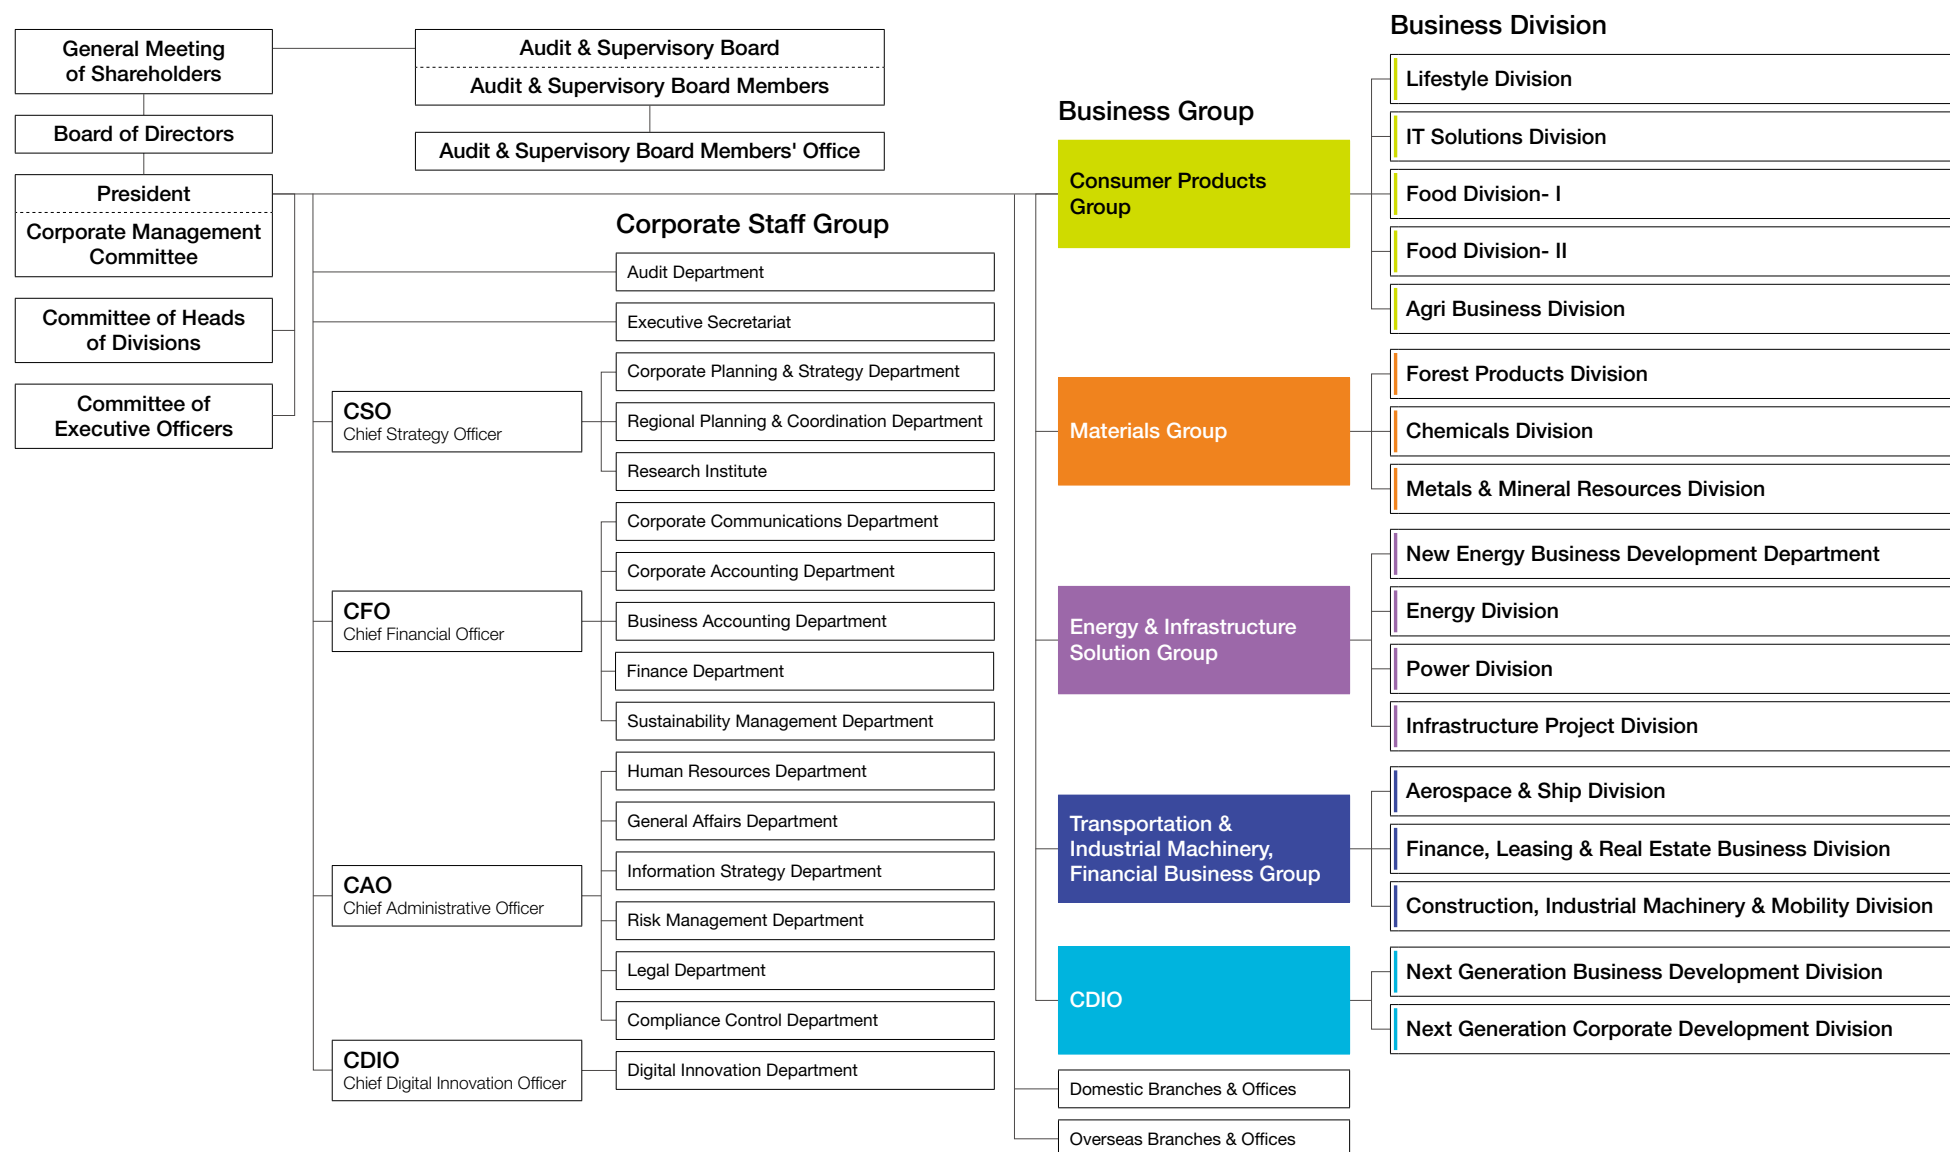 General Meeting
of Shareholders
Board of Directors
President
Corporate Management
Committee
Committee of Heads
of Divisions
Committee of
Executive Officers
Audit & Supervisory Board
Audit & Supervisory Board Members
Audit & Supervisory Board Members' Office
Corporate Staff Group
Audit Department
Executive Secretariat
CSO
Chief Strategy Officer
Corporate Planning & Strategy Department
Regional Planning & Coordination Department
Research Institute
CFO
Chief Financial Officer
Corporate Communications Department
Corporate Accounting Department
Business Accounting Department
Finance Department
Sustainability Management Department
CAO
Chief Administrative Officer
Human Resources Department
General Affairs Department
Information Strategy Department
Risk Management Department
Legal Department
Compliance Control Department
CDIO
Chief Digital Innovation Officer
Digital Innovation Department
Business Group
Business Division
Consumer Products
Group
Lifestyle Division
IT Solutions Division
Food Division- I
Food Division- II
Agri Business Division
Materials Group
Forest Products Division
Chemicals Division
Metals & Mineral Resources Division
Energy & Infrastructure
Solution Group
New Energy Business Development Department
Energy Division
Power Division
Infrastructure Project Division
Transportation &
Industrial Machinery,
Financial Business Group
Aerospace & Ship Division
Finance, Leasing & Real Estate Business Division
Construction, Industrial Machinery & Mobility Division
CDIO
Next Generation Business Development Division
Next Generation Corporate Development Division
Domestic Branches & Offices
Overseas Branches & Offices